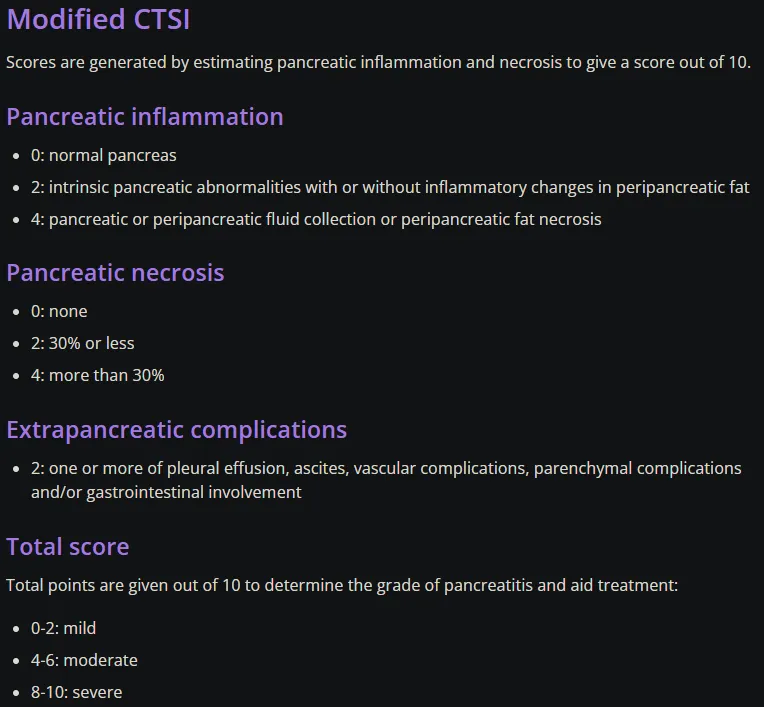 Modified CTSI
Scores are generated by estimating pancreatic inflammation and necrosis to give a score out of 10.
Pancreatic inflammation
• 0: normal pancreas
• 2: intrinsic pancreatic abnormalities with or without inflammatory changes in peripancreatic fat
• 4: pancreatic or peripancreatic fluid collection or peripancreatic fat necrosis
Pancreatic necrosis
• 0: none
• 2: 30% or less
• 4: more than 30%
Extrapancreatic complications
• 2: one or more of pleural effusion, ascites, vascular complications, parenchymal complications
and/or gastrointestinal involvement
Total score
Total points are given out of 10 to determine the grade of pancreatitis and aid treatment:
• 0-2: mild
• 4-6: moderate
• 8-10: severe